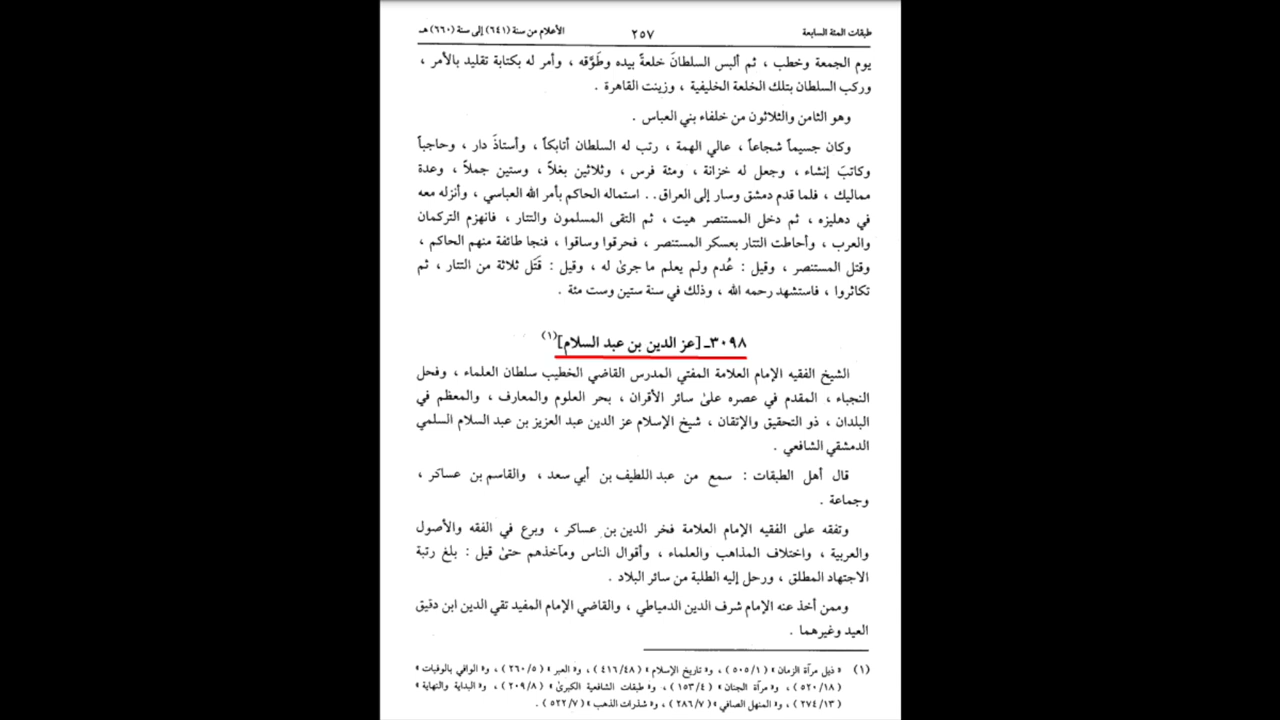 طبقات المئة السابعة ٢٥٧ الأعلام من سنة (٦٤١) إلى سنة (٦٦٠) هـ
يوم الجمعة وخطب ، ثم ألبس السلطانَ خلعةً بيده وطَوَّقه ، وأمر له بكتابة تقليد بالأمر ،
وركب السلطان بتلك الخلعة الخليفية ، وزينت القاهرة .
وهو الثامن والثلاثون من خلفاء بني العباس .
وكان جسيماً شجاعاً ، عالي الهمة ، رتب له السلطان أتابكاً ، وأستاذَ دار ، وحاجباً
وكاتبَ إنشاء ، وجعل له خزانة ، ومئة فرس ، وثلاثين بغلاً ، وستين جملاً ، وعدة
مماليك ، فلما قدم دمشق وسار إلى العراق.. استماله الحاكم بأمر الله العباسي ، وأنزله معه
في دهليزه ، ثم دخل المستنصر هيت ، ثم التقى المسلمون والتتار ، فانهزم التركمان
والعرب ، وأحاطت التتار بعسكر المستنصر ، فحرقوا وساقوا ، فنجا طائفة منهم الحاكم ،
وقتل المستنصر ، وقيل : عُدم ولم يعلم ما جرىٰ له ، وقيل : قَتَل ثلاثة من التتار ، ثم
تكاثروا ، فاستشهد رحمه الله ، وذلك في سنة ستين وست مئة .
٣٠٩٨ـ [عز الدين بن عبد السلام](١)
الشيخ الفقيه الإمام العلامة المفتي المدرس القاضي الخطيب سلطان العلماء ، وفحل
النجباء ، المقدم في عصره علىٰ سائر الأقران ، بحر العلوم والمعارف ، والمعظم في
البلدان ، ذو التحقيق والإتقان ، شيخ الإسلام عز الدين عبد العزيز بن عبد السلام السلمي
الدمشقي الشافعي .
قال أهل الطبقات : سمع من عبد اللطيف بن أبي سعد ، والقاسم بن عساكر ،
وجماعة .
وتفقه على الفقيه الإمام العلامة فخر الدين بن عساكر ، وبرع في الفقه والأصول
والعربية ، واختلاف المذاهب والعلماء ، وأقوال الناس ومآخذهم حتىٰ قيل : بلغ رتبة
الاجتهاد المطلق ، ورحل إليه الطلبة من سائر البلاد .
وممن أخذ عنه الإمام شرف الدين الدمياطي ، والقاضي الإمام المفيد تقي الدين ابن دقيق
العيد وغيرهما .
(١) « ذيل مرآة الزمان » (٥٠٥/١) ، و« تاريخ الإسلام » (٤١٦/٤٨) ، و« العبر » (٢٦٠/٥) ، و« الوافي بالوفيات »
(٥٢٠/١٨) ، و« مرآة الجنان » (١٥٣/٤) ، و« طبقات الشافعية الكبرىٰ » (٢٠٩/٨) ، و« البداية والنهاية »
(٢٧٤/١٣) ، و« المنهل الصافي » (٢٨٦/٧) ، و« شذرات الذهب » (٥٢٢/٧) .